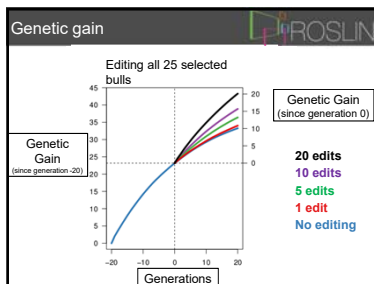 Genetic gain
ROSLIN
Editing all 25 selected
bulls
45
40
35
30
25
20
15
10
5
0
20
15
10
5
0
−20 −10 0 10 20
Generations
Genetic
Gain
(since generation -20)
Genetic Gain
(since generation 0)
20 edits
10 edits
5 edits
1 edit
No editing